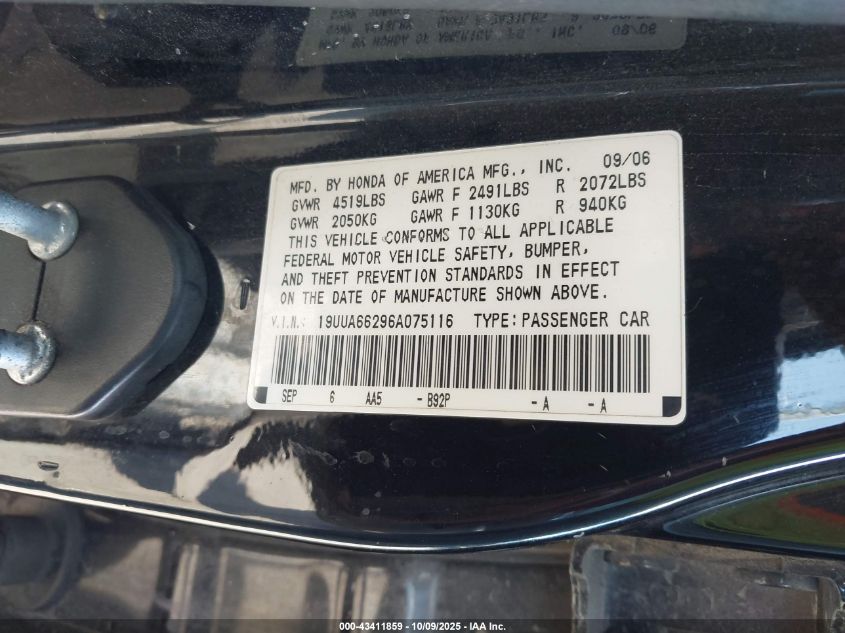 MFD. BY HONDA OF AMERICA MFG., INC. 09/06
GVWR 4519LBS GAWR F 2491LBS R 2072LBS
GVWR 2050KG GAWR F 1130KG R 940KG
THIS VEHICLE CONFORMS TO ALL APPLICABLE
FEDERAL MOTOR VEHICLE SAFETY, BUMPER,
AND THEFT PREVENTION STANDARDS IN EFFECT
ON THE DATE OF MANUFACTURE SHOWN ABOVE.
V.I.N.: 19UUA66296A075116 TYPE: PASSENGER CAR
SEP 6 AA5 - B92P - A - A
000-43411859 - 10/09/2025 - IAA Inc.